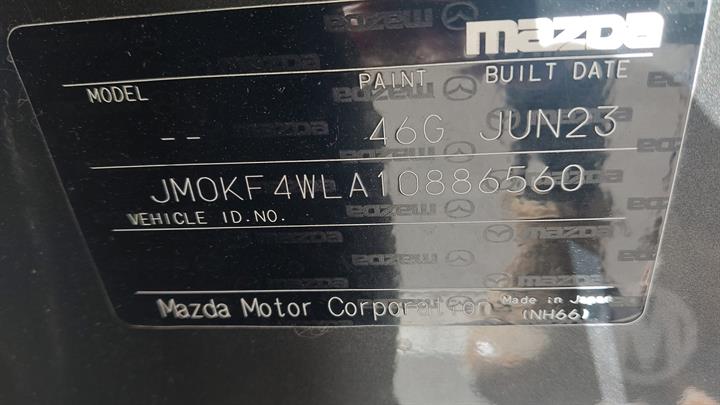 mazda
MODEL PAINT BUILT DATE
-- 46G JUN23
JM0KF4WLA10886560
VEHICLE ID.NO.
Mazda Motor Corporation Made in Japan
(NH66)
M